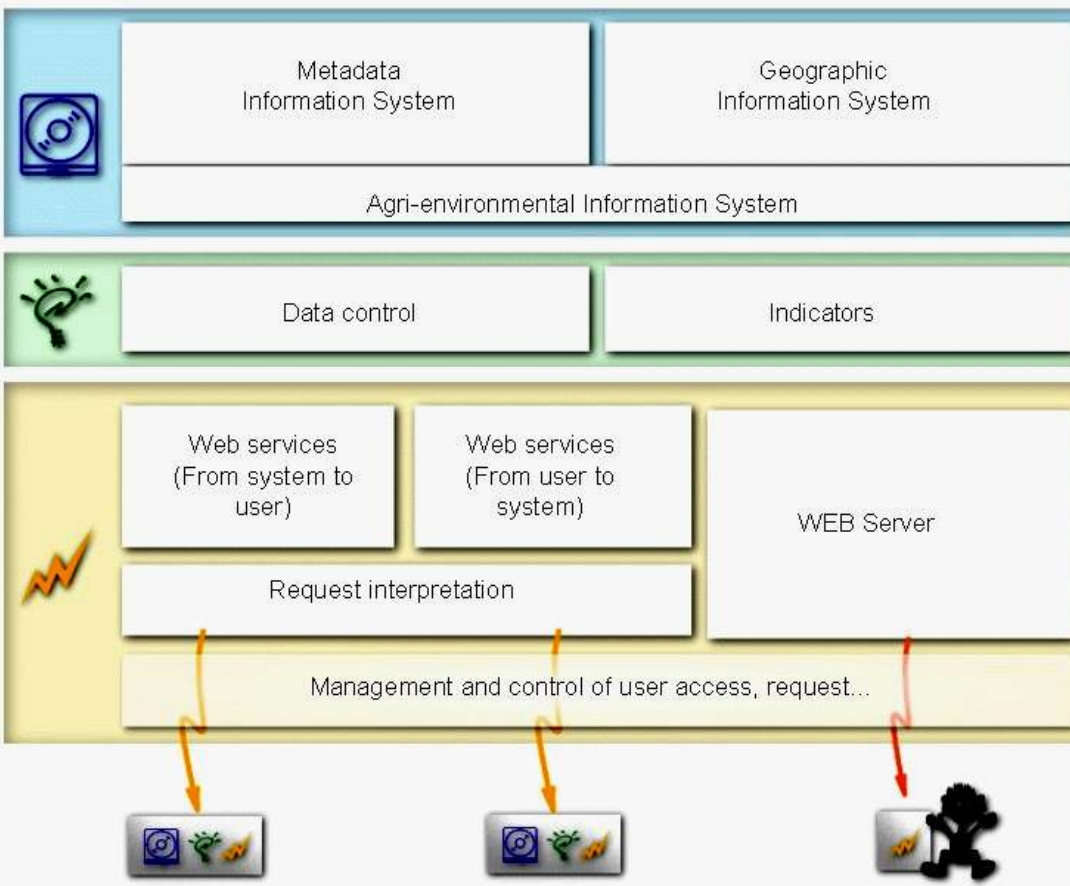 Metadata
Information System
Geographic
Information System
Agri-environmental Information System
Data control
Indicators
Web services
(From system to
user)
Web services
(From user to
system)
WEB Server
Request interpretation
Management and control of user access, request...